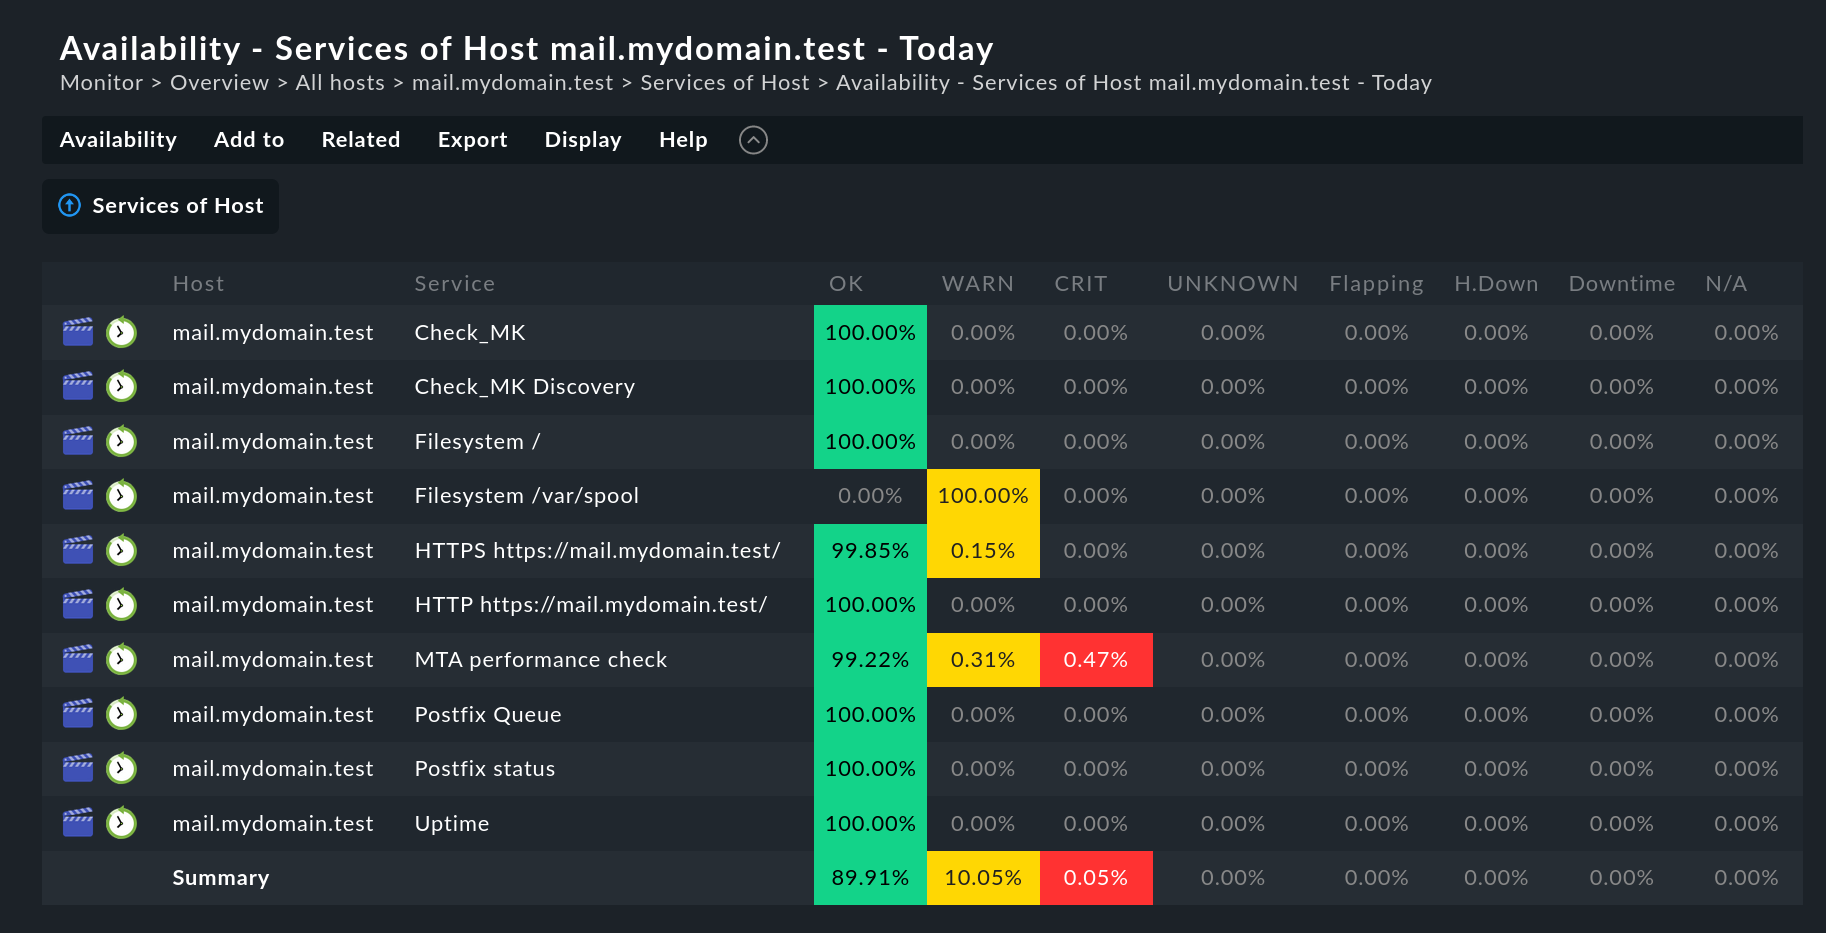 Availability - Services of Host mail.mydomain.test - Today
Monitor > Overview > All hosts > mail.mydomain.test > Services of Host > Availability - Services of Host mail.mydomain.test - Today
Availability Add to Related Export Display Help
Services of Host
Host Service OK WARN CRIT UNKNOWN Flapping H.Down Downtime N/A
mail.mydomain.test Check_MK 100.00% 0.00% 0.00% 0.00% 0.00% 0.00% 0.00% 0.00%
mail.mydomain.test Check_MK Discovery 100.00% 0.00% 0.00% 0.00% 0.00% 0.00% 0.00% 0.00%
mail.mydomain.test Filesystem / 100.00% 0.00% 0.00% 0.00% 0.00% 0.00% 0.00% 0.00%
mail.mydomain.test Filesystem /var/spool 0.00% 100.00% 0.00% 0.00% 0.00% 0.00% 0.00% 0.00%
mail.mydomain.test HTTPS https://mail.mydomain.test/ 99.85% 0.15% 0.00% 0.00% 0.00% 0.00% 0.00% 0.00%
mail.mydomain.test HTTP https://mail.mydomain.test/ 100.00% 0.00% 0.00% 0.00% 0.00% 0.00% 0.00% 0.00%
mail.mydomain.test MTA performance check 99.22% 0.31% 0.47% 0.00% 0.00% 0.00% 0.00% 0.00%
mail.mydomain.test Postfix Queue 100.00% 0.00% 0.00% 0.00% 0.00% 0.00% 0.00% 0.00%
mail.mydomain.test Postfix status 100.00% 0.00% 0.00% 0.00% 0.00% 0.00% 0.00% 0.00%
mail.mydomain.test Uptime 100.00% 0.00% 0.00% 0.00% 0.00% 0.00% 0.00% 0.00%
Summary 89.91% 10.05% 0.05% 0.00% 0.00% 0.00% 0.00% 0.00%